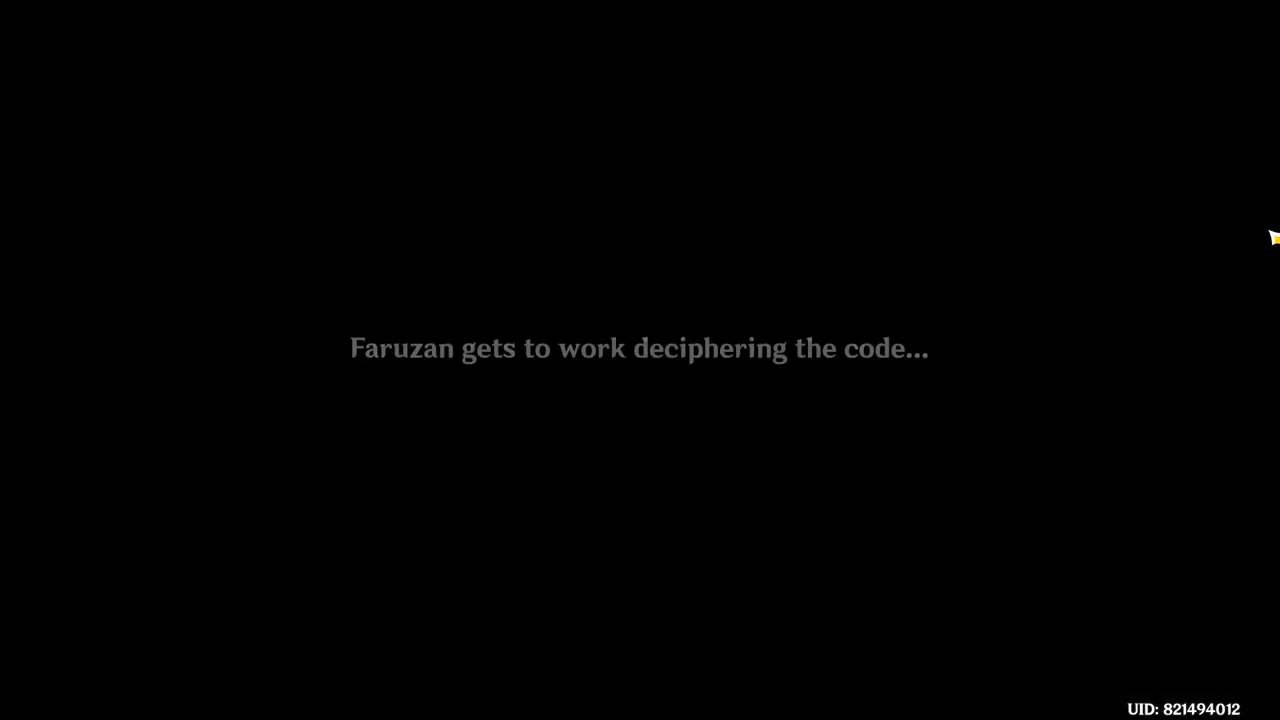 Faruzan gets to work deciphering the code...
UID: 821494012